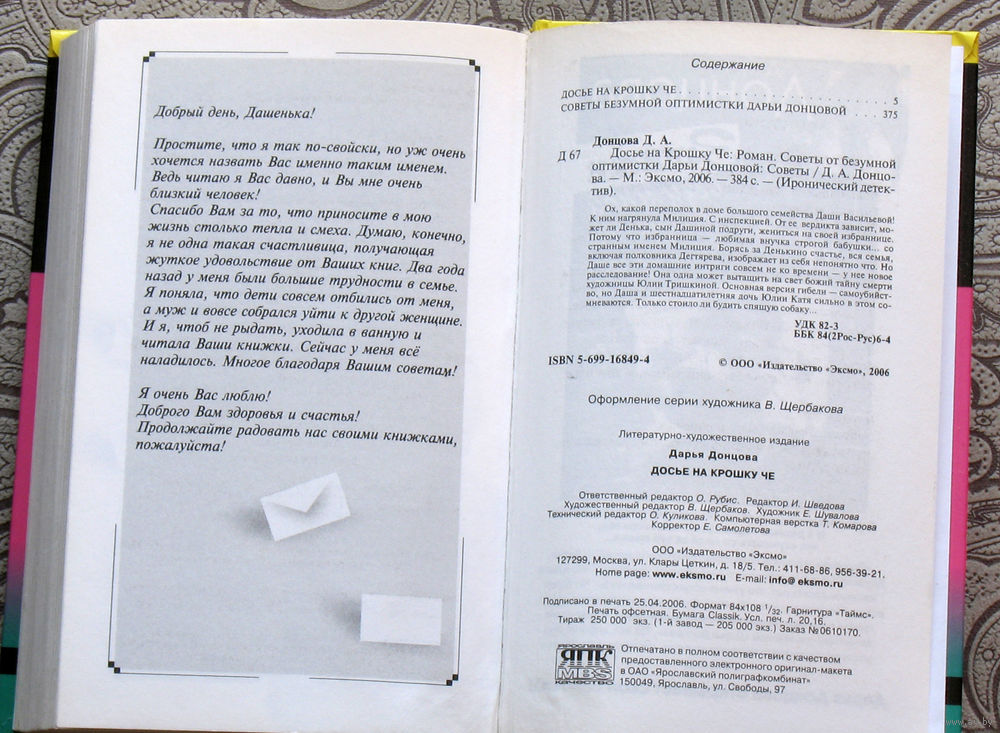 Добрый день, Дашенька!
Простите, что я так по-свойски, но уж очень
хочется назвать Вас именно таким именем.
Ведь читаю я Вас давно, и Вы мне очень
близкий человек!
Спасибо Вам за то, что приносите в мою
жизнь столько тепла и смеха. Думаю, конечно,
я не одна такая счастливица, получающая
жуткое удовольствие от Ваших книг. Два года
назад у меня были большие трудности в семье.
Я поняла, что дети совсем отбились от меня,
а муж и вовсе собрался уйти к другой женщине.
И я, чтоб не рыдать, уходила в ванную и
читала Ваши книжки. Сейчас у меня всё
наладилось. Многое благодаря Вашим советам!
Я очень Вас люблю!
Доброго Вам здоровья и счастья!
Продолжайте радовать нас своими книжками,
пожалуйста!
Содержание
ДОСЬЕ НА КРОШКУ ЧЕ . . . . . . . . . . . . . . . . . . . . 5
СОВЕТЫ БЕЗУМНОЙ ОПТИМИСТКИ ДАРЬИ ДОНЦОВОЙ . . . 375
Донцова Д. А.
Д 67 Досье на Крошку Че: Роман. Советы от безумной
оптимистки Дарьи Донцовой: Советы / Д. А. Донцо-
ва. — М.: Эксмо, 2006. — 384 с. — (Иронический детек-
тив).
Ох, какой переполох в доме большого семейства Даши Васильевой!
К ним нагрянула Милиция. С инспекцией. От ее вердикта зависит, мо-
жет ли Денька, сын Дашиной подруги, жениться на своей избраннице.
Потому что избранница — любимая внучка строгой бабушки... со
странным именем Милиция. Борясь за Денькино счастье, вся семья,
включая полковника Дегтярева, изображает из себя непонятно что. Но
Даше все эти домашние интриги совсем не ко времени — у нее новое
расследование! Она одна может вытащить на свет божий тайну смерти
художницы Юлии Тришкиной. Основная версия гибели — самоубийст-
во, но Даша и шестнадцатилетняя дочь Юлии Катя сильно в этом со-
мневаются. Только стоило ли будить спящую собаку...
УДК 82-3
ББК 84(2Рос-Рус)6-4
ISBN 5-699-16849-4
© ООО «Издательство «Эксмо», 2006
Оформление серии художника В. Щербакова
Литературно-художественное издание
Дарья Донцова
ДОСЬЕ НА КРОШКУ ЧЕ
Ответственный редактор О. Рубис. Редактор И. Шведова
Художественный редактор В. Щербаков. Художник Е. Шувалова
Технический редактор О. Куликова. Компьютерная верстка Т. Комарова
Корректор Е. Самолетова
ООО «Издательство «Эксмо»
127299, Москва, ул. Клары Цеткин, д. 18/5. Тел.: 411-68-86, 956-39-21.
Home page: www.eksmo.ru E-mail: info@eksmo.ru
Подписано в печать 25.04.2006. Формат 84x108 1/32. Гарнитура «Таймс».
Печать офсетная. Бумага Classik. Усл. печ. л. 20,16.
Тираж 250 000 экз. (1-й завод — 205 000 экз.) Заказ № 0610170.
ЯРОСЛАВЛЬ
ЯПК
MBS
качество
Отпечатано в полном соответствии с качеством
предоставленного электронного оригинал-макета
в ОАО «Ярославский полиграфкомбинат»
150049, Ярославль, ул. Свободы, 97
www.ay.by